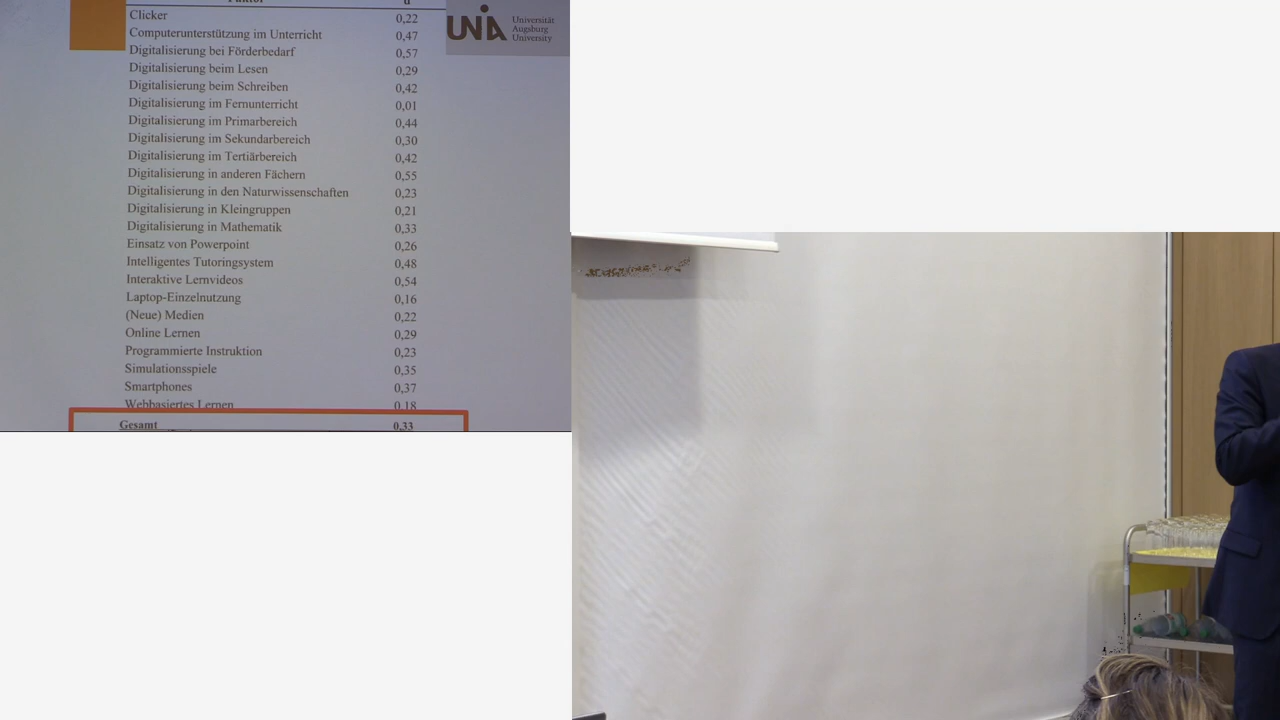 Faktor d
Clicker 0,22
Computerunterstützung im Unterricht 0,47
Digitalisierung bei Förderbedarf 0,57
Digitalisierung beim Lesen 0,29
Digitalisierung beim Schreiben 0,42
Digitalisierung im Fernunterricht 0,01
Digitalisierung im Primarbereich 0,44
Digitalisierung im Sekundarbereich 0,30
Digitalisierung im Tertiärbereich 0,42
Digitalisierung in anderen Fächern 0,55
Digitalisierung in den Naturwissenschaften 0,23
Digitalisierung in Kleingruppen 0,21
Digitalisierung in Mathematik 0,33
Einsatz von Powerpoint 0,26
Intelligentes Tutoringsystem 0,48
Interaktive Lernvideos 0,54
Laptop-Einzelnutzung 0,16
(Neue) Medien 0,22
Online Lernen 0,29
Programmierte Instruktion 0,23
Simulationsspiele 0,35
Smartphones 0,37
Webbasiertes Lernen 0,18
Gesamt 0,33
UNIA
Universität
Augsburg
University